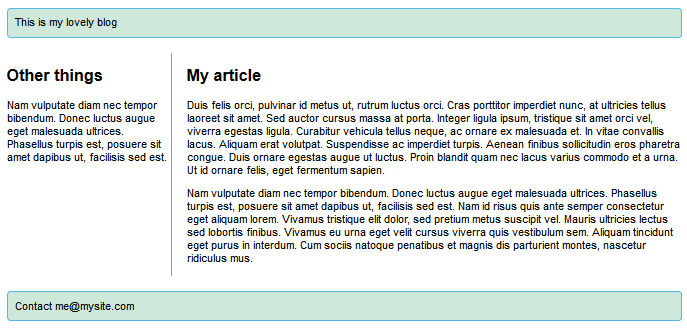 This is my lovely blog
Other things
Nam vulputate diam nec tempor
bibendum. Donec luctus augue
eget malesuada ultrices.
Phasellus turpis est, posuere sit
amet dapibus ut, facilisis sed est.
My article
Duis felis orci, pulvinar id metus ut, rutrum luctus orci. Cras porttitor imperdiet nunc, at ultricies tellus
laoreet sit amet. Sed auctor cursus massa at porta. Integer ligula ipsum, tristique sit amet orci vel,
viverra egestas ligula. Curabitur vehicula tellus neque, ac ornare ex malesuada et. In vitae convallis
lacus. Aliquam erat volutpat. Suspendisse ac imperdiet turpis. Aenean finibus sollicitudin eros pharetra
congue. Duis ornare egestas augue ut luctus. Proin blandit quam nec lacus varius commodo et a urna.
Ut id ornare felis, eget fermentum sapien.
Nam vulputate diam nec tempor bibendum. Donec luctus augue eget malesuada ultrices. Phasellus
turpis est, posuere sit amet dapibus ut, facilisis sed est. Nam id risus quis ante semper consectetur
eget aliquam lorem. Vivamus tristique elit dolor, sed pretium metus suscipit vel. Mauris ultricies lectus
sed lobortis finibus. Vivamus eu urna eget velit cursus viverra quis vestibulum sem. Aliquam tincidunt
eget purus in interdum. Cum sociis natoque penatibus et magnis dis parturient montes, nascetur
ridiculus mus.
Contact me@mysite.com